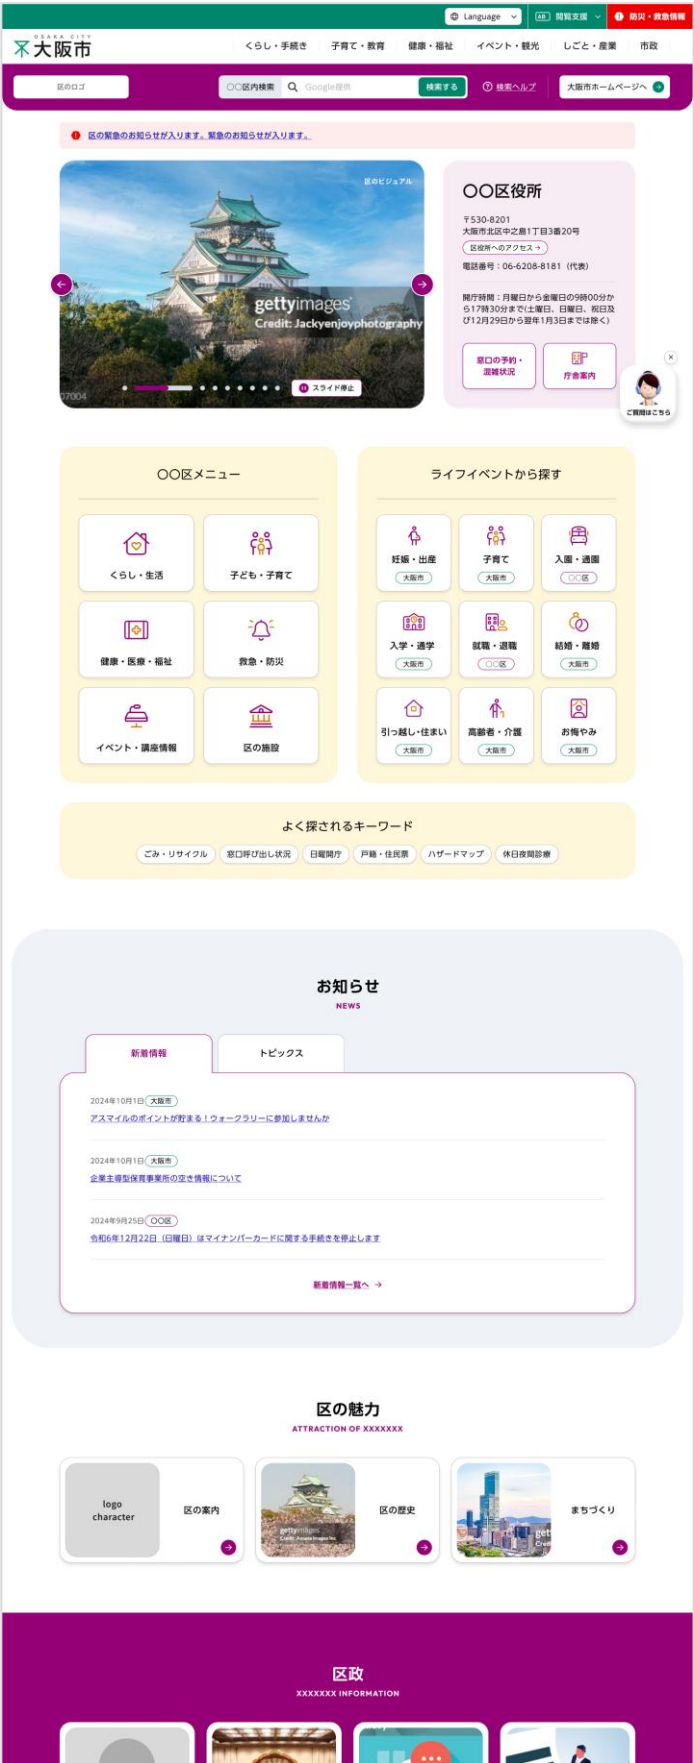 Language
閲覧支援
防災・救急情報
OSAKA CITY
大阪市
くらし・手続き
子育て・教育
健康・福祉
イベント・観光
しごと・産業
市政
区のロゴ
〇〇区内検索
Google提供
検索する
検索ヘルプ
大阪市ホームページへ
区の緊急のお知らせが入ります。緊急のお知らせが入ります。
区のビジュアル
gettyimages
Credit: Jackyenjoyphotography
07004
スライド停止
〇〇区役所
〒530-8201
大阪市北区中之島1丁目3番20号
区役所へのアクセス→
電話番号：06-6208-8181（代表）
開庁時間：月曜日から金曜日の9時00分か
ら17時30分まで(土曜日、日曜日、祝日及
び12月29日から翌年1月3日までは除く)
窓口の予約・
混雑状況
庁舎案内
ご質問はこちら
〇〇区メニュー
くらし・生活
子ども・子育て
健康・医療・福祉
救急・防災
イベント・講座情報
区の施設
ライフイベントから探す
妊娠・出産
大阪市
子育て
大阪市
入園・通園
〇〇区
入学・通学
大阪市
就職・退職
〇〇区
結婚・離婚
大阪市
引っ越し・住まい
大阪市
高齢者・介護
大阪市
お悔やみ
大阪市
よく探されるキーワード
ごみ・リサイクル
窓口呼び出し状況
日曜開庁
戸籍・住民票
ハザードマップ
休日夜間診療
お知らせ
NEWS
新着情報
トピックス
2024年10月1日 大阪市
アスマイルのポイントが貯まる！ウォークラリーに参加しませんか
2024年10月1日 大阪市
企業主導型保育事業所の空き情報について
2024年9月25日 〇〇区
令和6年12月22日（日曜日）はマイナンバーカードに関する手続きを停止します
新着情報一覧へ →
区の魅力
ATTRACTION OF XXXXXXX
logo
character
区の案内
gettyimages
区の歴史
まちづくり
区政
XXXXXXX INFORMATION